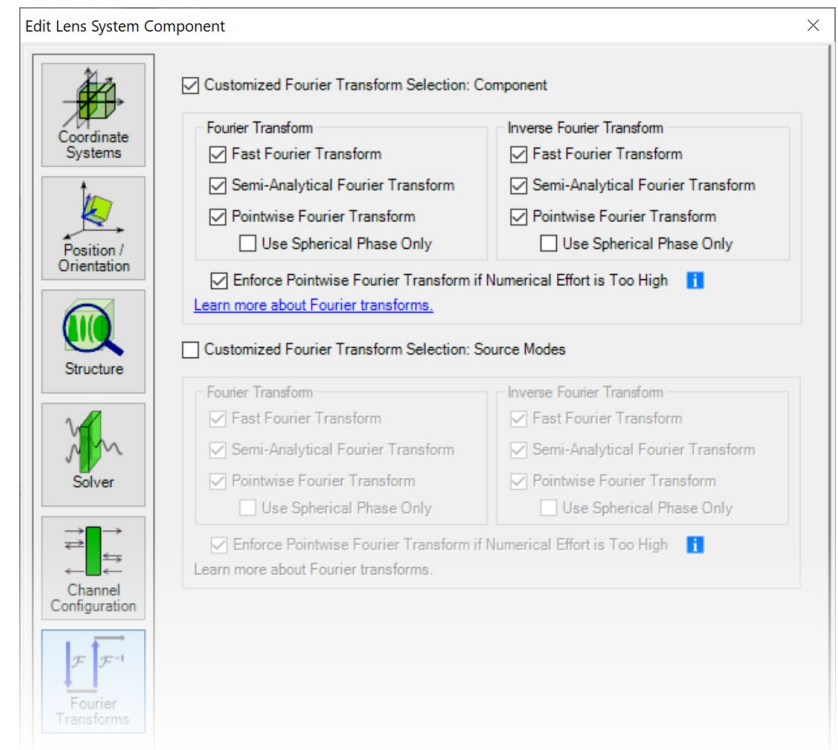 Edit Lens System Component
Coordinate
Systems
Position /
Orientation
Structure
Solver
Channel
Configuration
ℱ ℱ⁻¹
Fourier
Transforms
Customized Fourier Transform Selection: Component
Fourier Transform
Fast Fourier Transform
Semi-Analytical Fourier Transform
Pointwise Fourier Transform
Use Spherical Phase Only
Inverse Fourier Transform
Fast Fourier Transform
Semi-Analytical Fourier Transform
Pointwise Fourier Transform
Use Spherical Phase Only
Enforce Pointwise Fourier Transform if Numerical Effort is Too High i
Learn more about Fourier transforms.
Customized Fourier Transform Selection: Source Modes
Fourier Transform
Fast Fourier Transform
Semi-Analytical Fourier Transform
Pointwise Fourier Transform
Use Spherical Phase Only
Inverse Fourier Transform
Fast Fourier Transform
Semi-Analytical Fourier Transform
Pointwise Fourier Transform
Use Spherical Phase Only
Enforce Pointwise Fourier Transform if Numerical Effort is Too High i
Learn more about Fourier transforms.